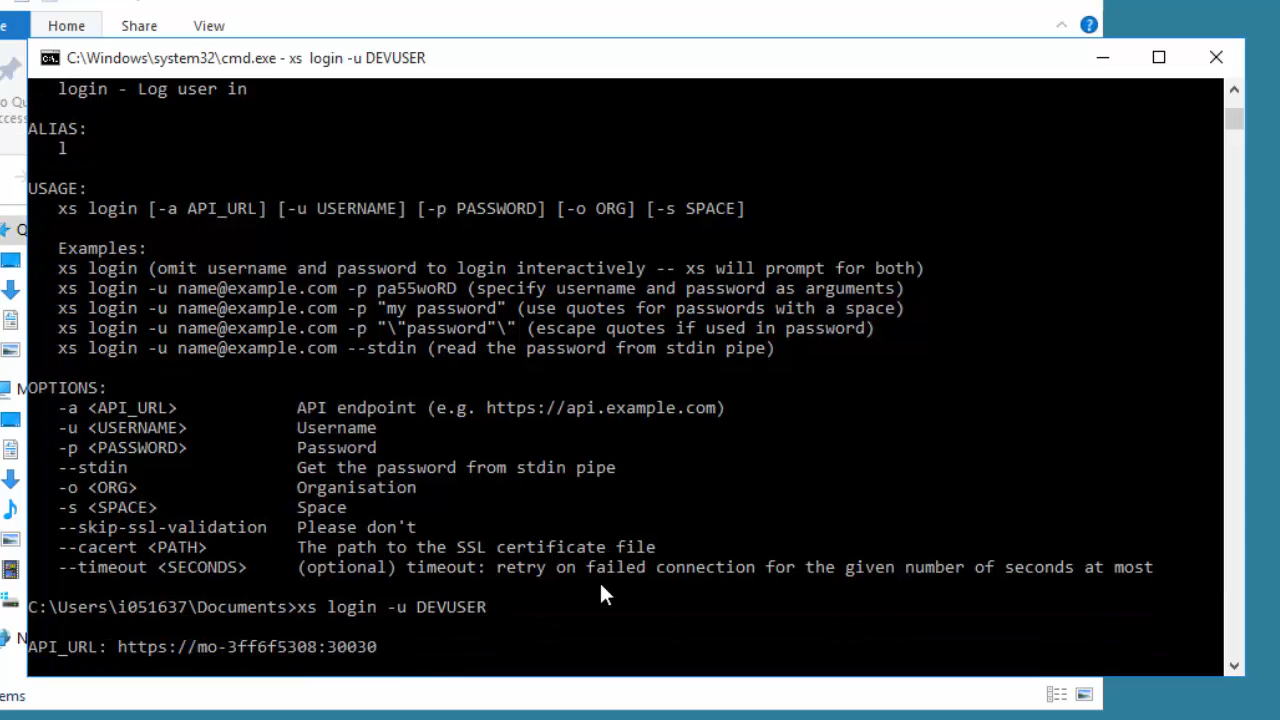 Home Share View
C:\Windows\system32\cmd.exe - xs  login -u DEVUSER
login - Log user in
ALIAS:
l
USAGE:
xs login [-a API_URL] [-u USERNAME] [-p PASSWORD] [-o ORG] [-s SPACE]
Examples:
xs login (omit username and password to login interactively -- xs will prompt for both)
xs login -u name@example.com -p pa55woRD (specify username and password as arguments)
xs login -u name@example.com -p "my password" (use quotes for passwords with a space)
xs login -u name@example.com -p "\"password"\" (escape quotes if used in password)
xs login -u name@example.com --stdin (read the password from stdin pipe)
OPTIONS:
-a <API_URL> API endpoint (e.g. https://api.example.com)
-u <USERNAME> Username
-p <PASSWORD> Password
--stdin Get the password from stdin pipe
-o <ORG> Organisation
-s <SPACE> Space
--skip-ssl-validation Please don't
--cacert <PATH> The path to the SSL certificate file
--timeout <SECONDS> (optional) timeout: retry on failed connection for the given number of seconds at most
C:\Users\i051637\Documents>xs login -u DEVUSER
API_URL: https://mo-3ff6f5308:30030